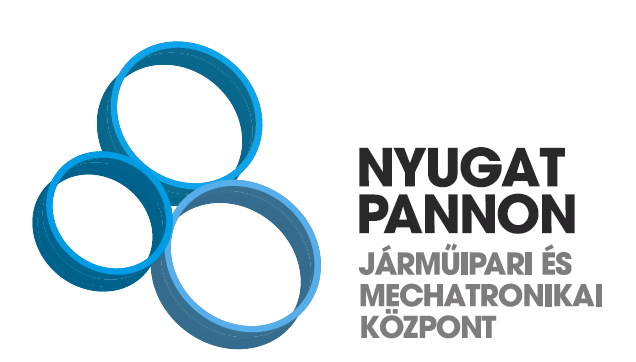 NYUGAT
PANNON
JÁRMŰIPARI ÉS
MECHATRONIKAI
KÖZPONT